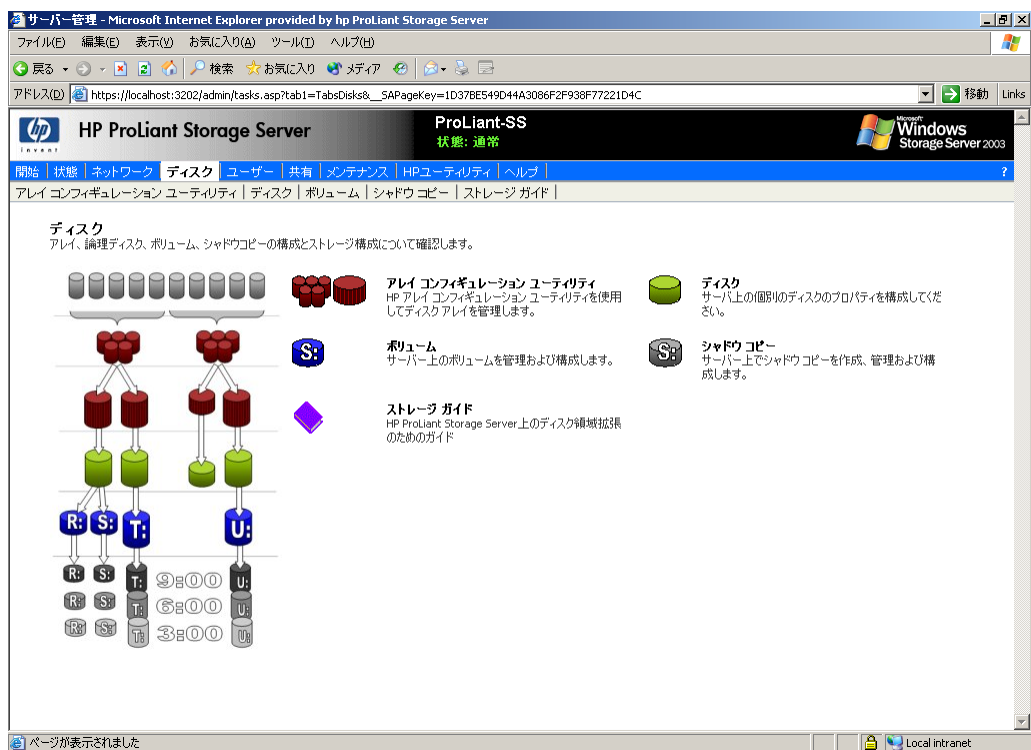 サーバー管理 - Microsoft Internet Explorer provided by hp ProLiant Storage Server
ファイル(F) 編集(E) 表示(V) お気に入り(A) ツール(T) ヘルプ(H)
戻る 検索 お気に入り メディア
アドレス(D) https://localhost:3202/admin/tasks.asp?tab1=TabsDisks&__SAPageKey=1D37BE549D44A3086F2F938F77221D4C 移動 Links
hp
invent
HP ProLiant Storage Server
ProLiant-SS
状態: 通常
Microsoft
Windows
Storage Server 2003
開始 | 状態 | ネットワーク | ディスク | ユーザー | 共有 | メンテナンス | HPユーティリティ | ヘルプ | ?
アレイ コンフィギュレーション ユーティリティ | ディスク | ボリューム | シャドウ コピー | ストレージ ガイド |
ディスク
アレイ、論理ディスク、ボリューム、シャドウコピーの構成とストレージ構成について確認します。
アレイ コンフィギュレーション ユーティリティ
HP アレイ コンフィギュレーション ユーティリティを使用
してディスク アレイを管理します。
ディスク
サーバ上の個別のディスクのプロパティを構成してくだ
さい。
S:
ボリューム
サーバー上のボリュームを管理および構成します。
S:
シャドウ コピー
サーバー上でシャドウ コピーを作成、管理および構
成します。
ストレージ ガイド
HP ProLiant Storage Server上のディスク領域拡張
のためのガイド
R: S: T: U:
R: S: T: 9:00 U:
R: S: T: 6:00 U:
R: S: T: 3:00 U:
ページが表示されました
Local intranet